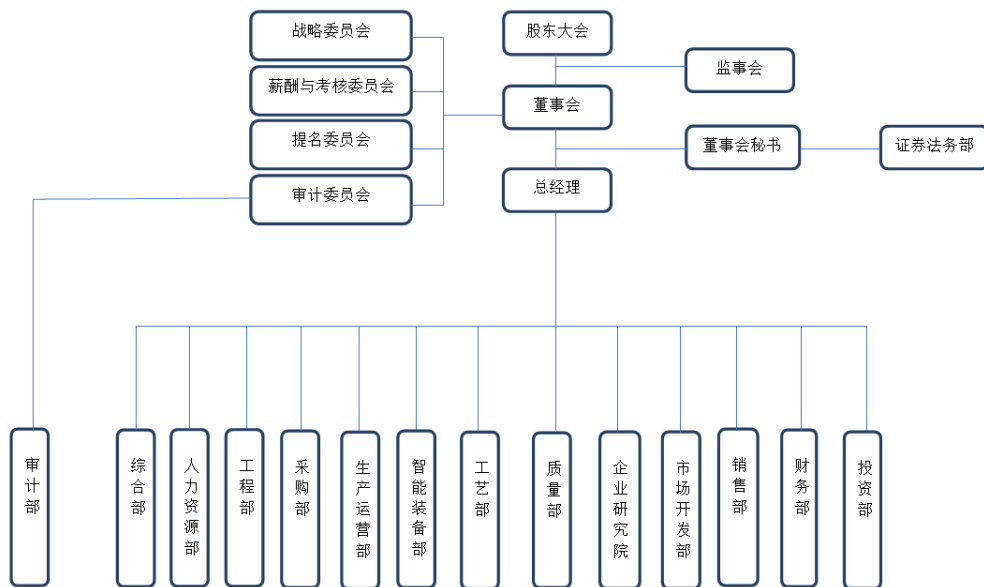 战略委员会
股东大会
监事会
薪酬与考核委员会
董事会
提名委员会
董事会秘书
证券法务部
审计委员会
总经理
审计部
综合部
人力资源部
工程部
采购部
生产运营部
智能装备部
工艺部
质量部
企业研究院
市场开发部
销售部
财务部
投资部